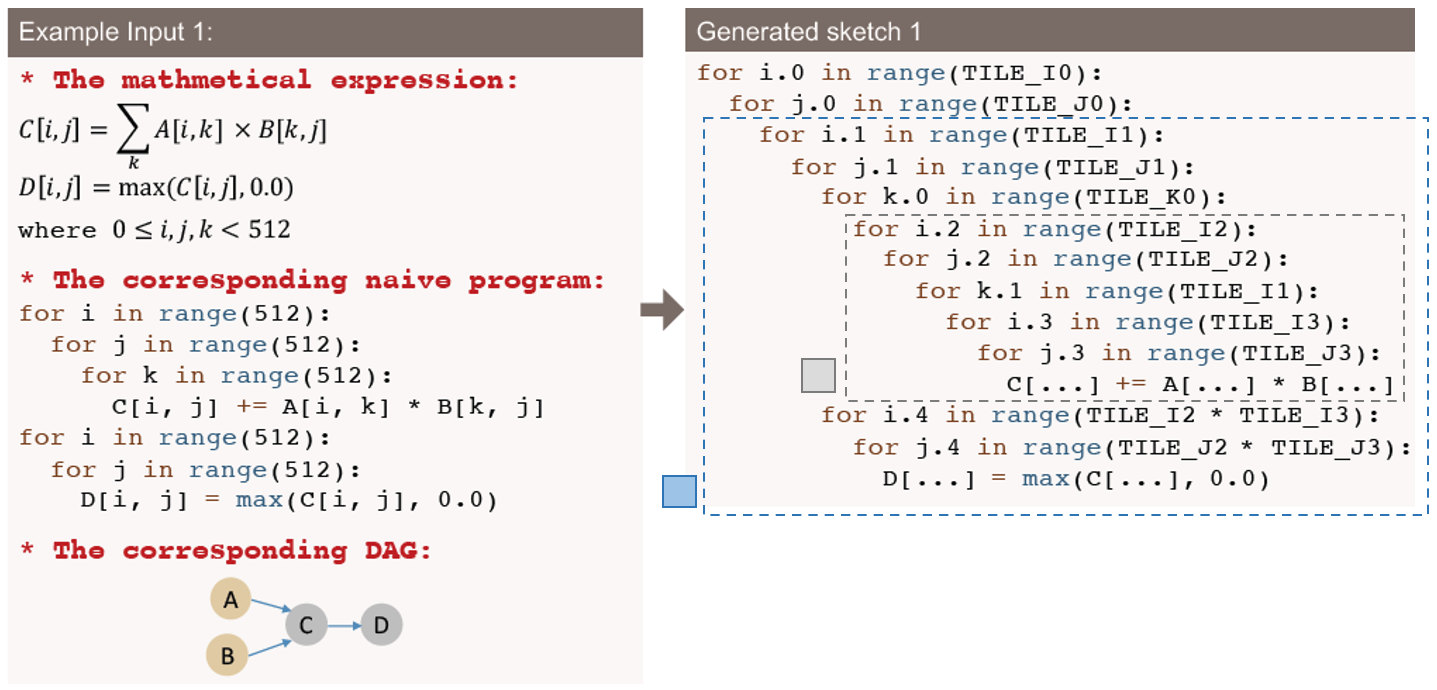 Example Input 1:
* The mathmetical expression:
C[i,j] = ∑ A[i,k] × B[k,j]
k
D[i,j] = max(C[i,j], 0.0)
where 0 ≤ i,j,k < 512
* The corresponding naive program:
for i in range(512):
for j in range(512):
for k in range(512):
C[i, j] += A[i, k] * B[k, j]
for i in range(512):
for j in range(512):
D[i, j] = max(C[i, j], 0.0)
* The corresponding DAG:
A
B
C
D
Generated sketch 1
for i.0 in range(TILE_I0):
for j.0 in range(TILE_J0):
for i.1 in range(TILE_I1):
for j.1 in range(TILE_J1):
for k.0 in range(TILE_K0):
for i.2 in range(TILE_I2):
for j.2 in range(TILE_J2):
for k.1 in range(TILE_I1):
for i.3 in range(TILE_I3):
for j.3 in range(TILE_J3):
C[...] += A[...] * B[...]
for i.4 in range(TILE_I2 * TILE_I3):
for j.4 in range(TILE_J2 * TILE_J3):
D[...] = max(C[...], 0.0)